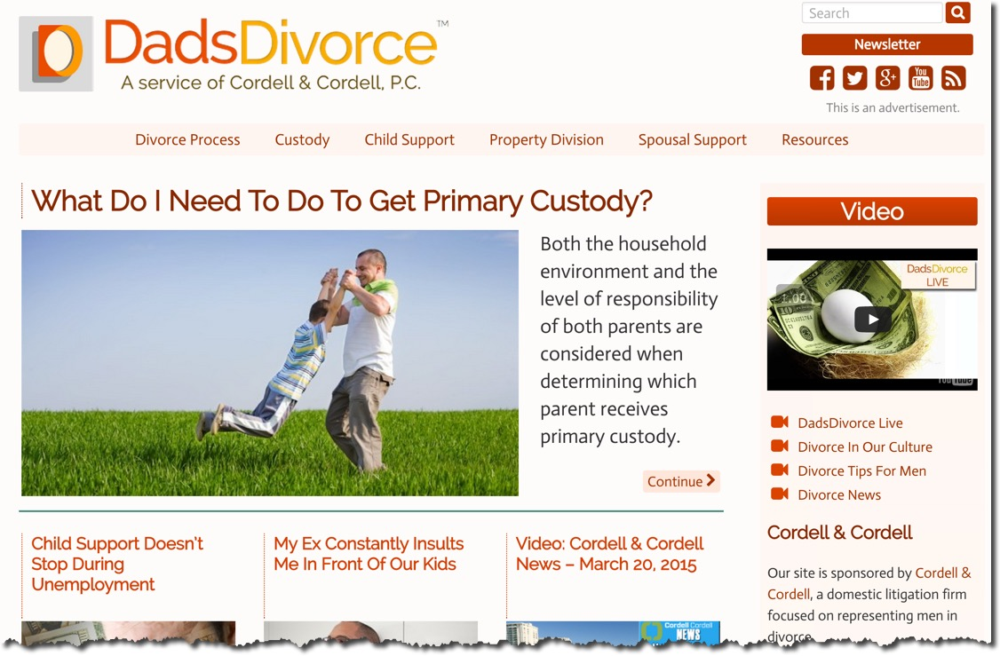 DadsDivorce™
A service of Cordell & Cordell, P.C.
Search
Newsletter
You
Tube
This is an advertisement.
Divorce Process
Custody
Child Support
Property Division
Spousal Support
Resources
What Do I Need To Do To Get Primary Custody?
Both the household
environment and the
level of responsibility
of both parents are
considered when
determining which
parent receives
primary custody.
Continue
Video
DadsDivorce
LIVE
YouTube
DadsDivorce Live
Divorce In Our Culture
Divorce Tips For Men
Divorce News
Cordell & Cordell
Our site is sponsored by Cordell &
Cordell, a domestic litigation firm
focused on representing men in
divorce
Child Support Doesn't
Stop During
Unemployment
My Ex Constantly Insults
Me In Front Of Our Kids
Video: Cordell & Cordell
News – March 20, 2015
Cordell Cordell
NEWS